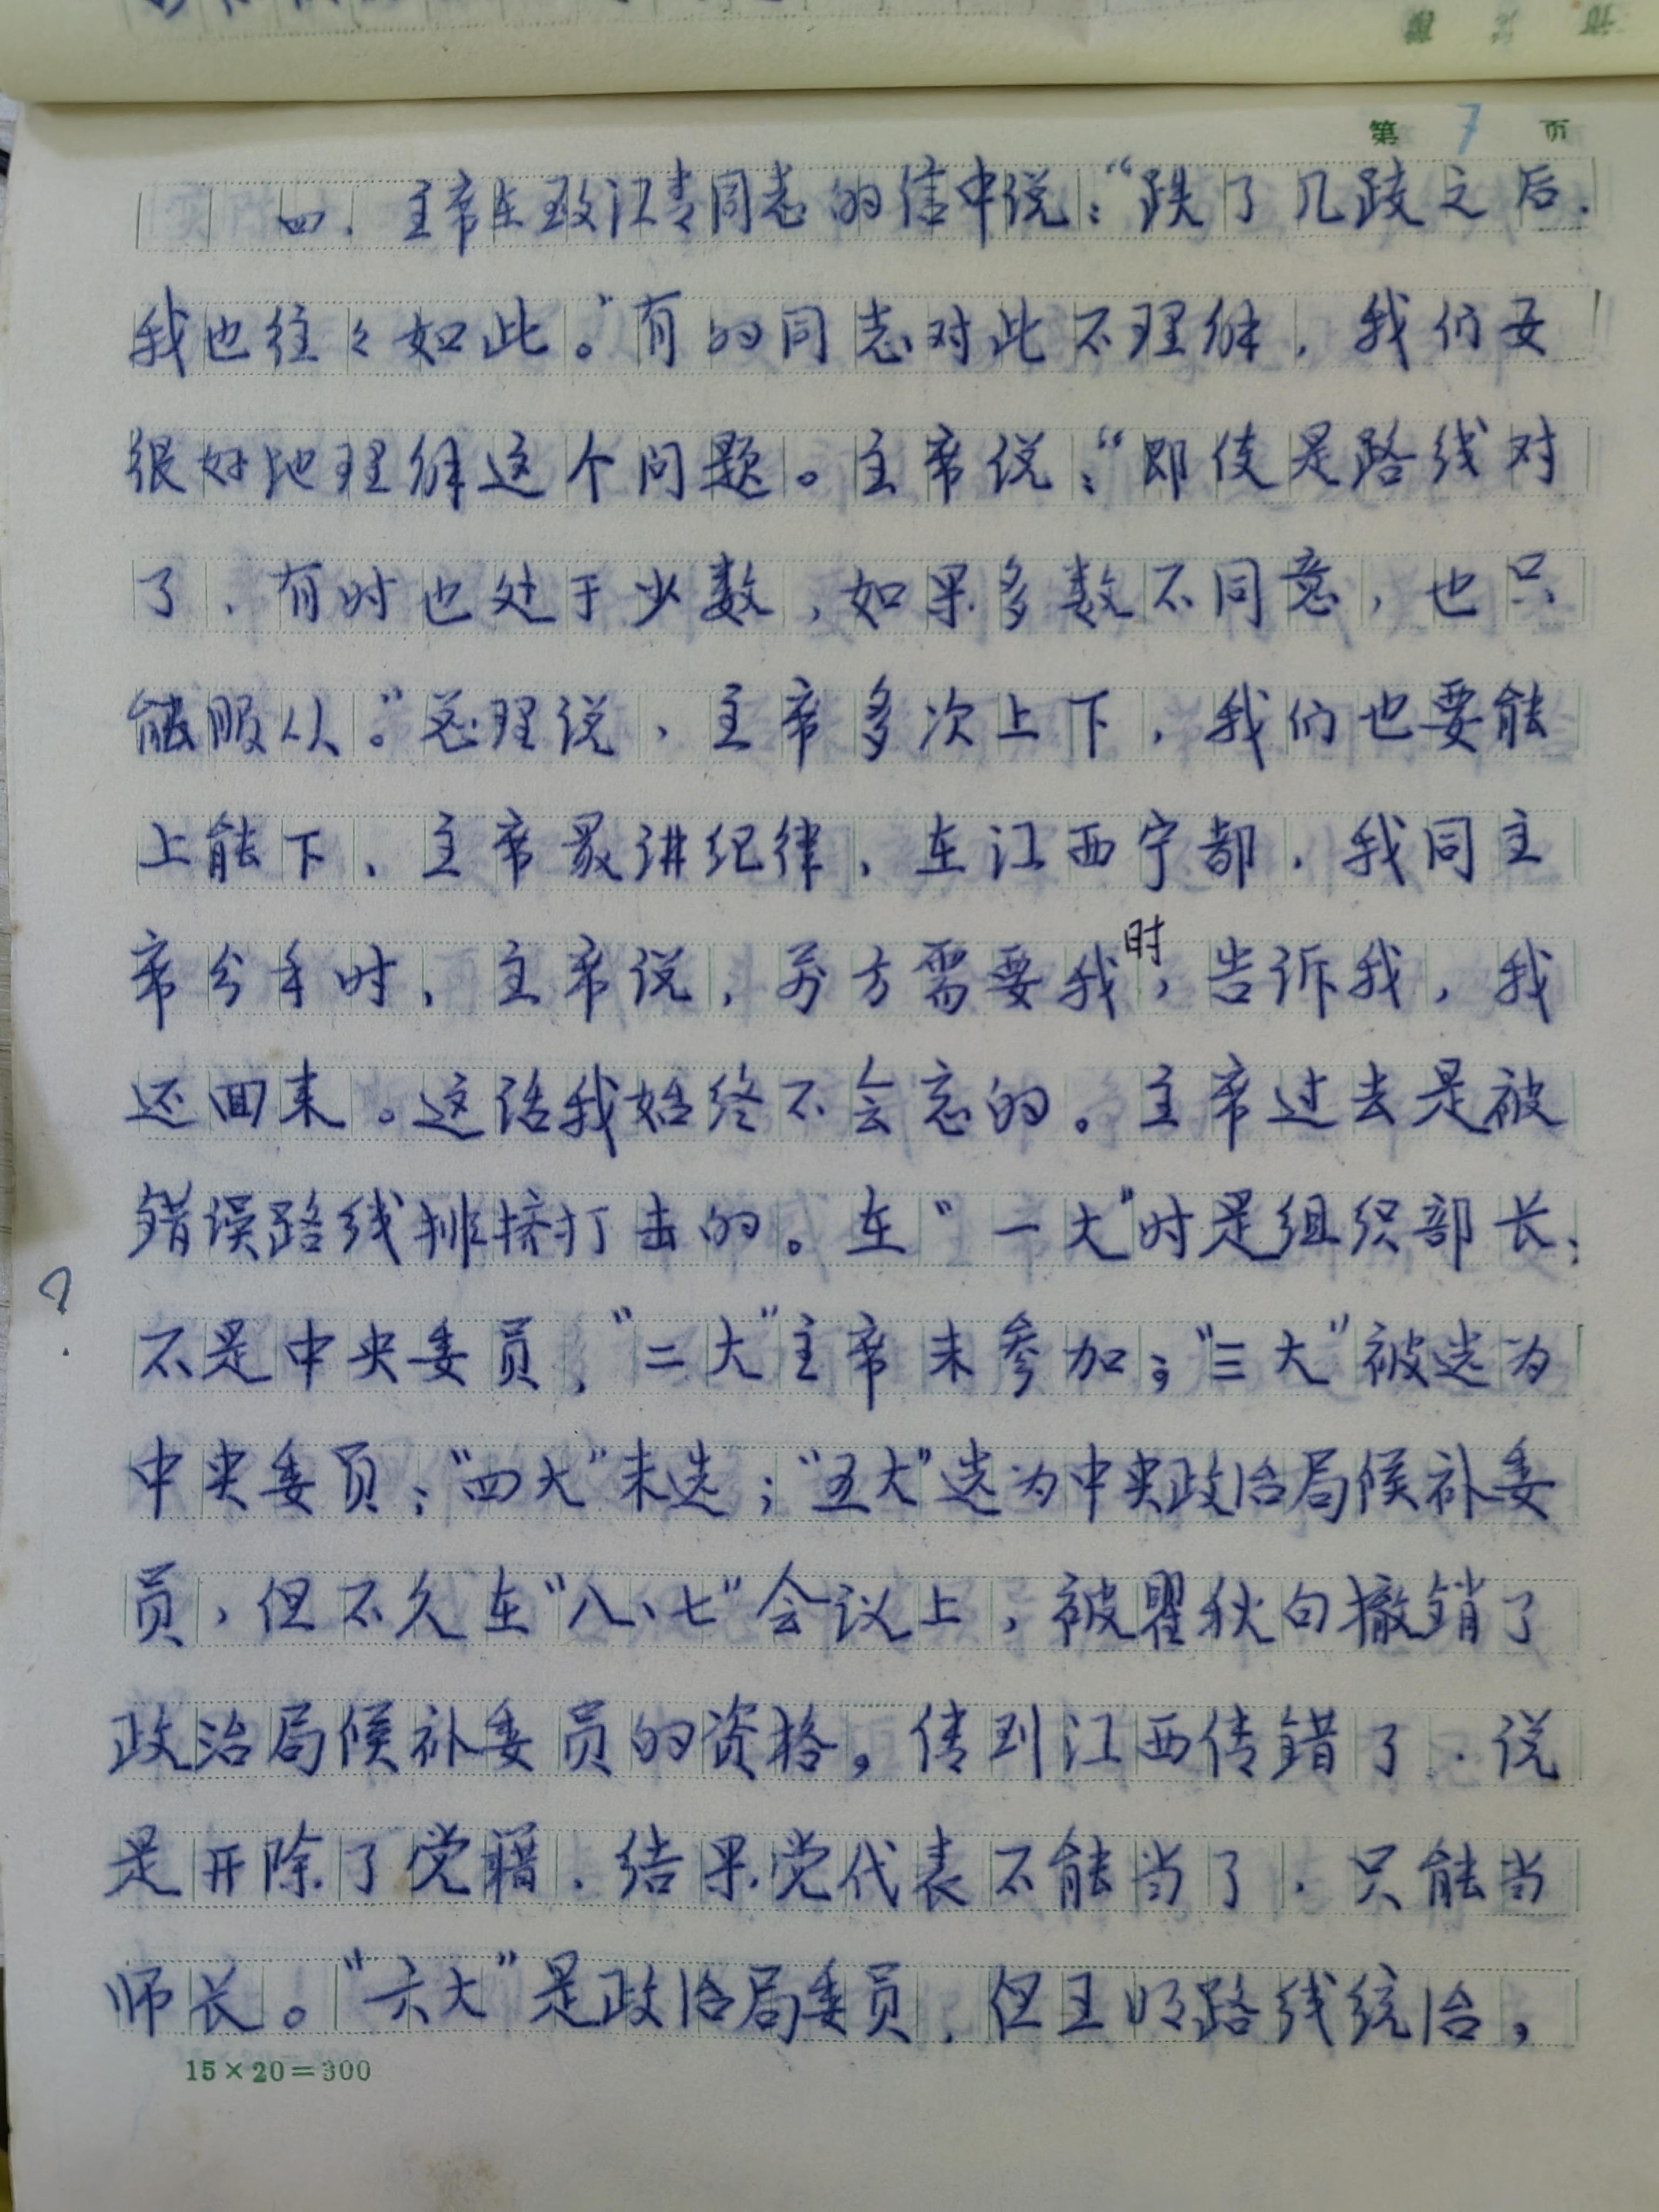 第 7 页
四、主席在致江青同志的信中说：“跌了几跤之后，
我也往々如此。”有的同志对此不理解，我们要
很好地理解这个问题。主席说：“即使是路线对
了，有时也处于少数，如果多数不同意，也只
能服从。”总理说，主席多次上下，我们也要能
上能下，主席最讲纪律，在江西宁都，我同主
席分手时，主席说，前方需要我时，告诉我，我
还回来。这话我始终不会忘的。主席过去是被
错误路线排挤打击的。在“一大”时是组织部长，
?
不是中央委员，“二大”主席未参加；“三大”被选为
中央委员；“四大”未选；“五大”选为中央政治局候补委
员，但不久在“八、七”会议上，被瞿秋白撤销了
政治局候补委员的资格，传到江西传错了，说
是开除了党籍，结果党代表不能当了，只能当
师长。“六大”是政治局委员，但王明路线统治，
15×20=300